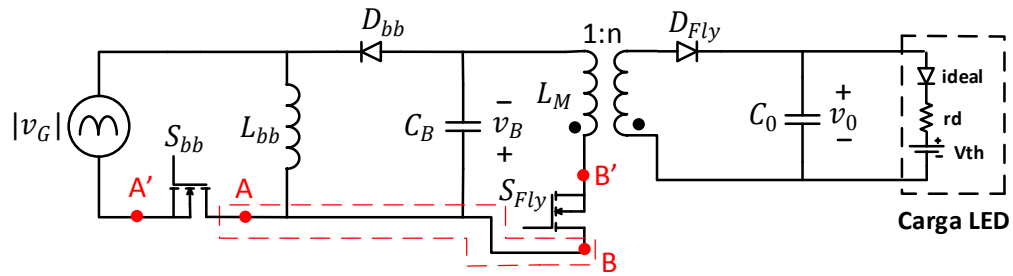 D_bb
1:n
D_Fly
|v_G|
S_bb
L_bb
C_B
−
v_B
+
L_M
C_0
+
v_0
−
ideal
rd
+
-
Vth
A'
A
B'
S_Fly
B
Carga LED